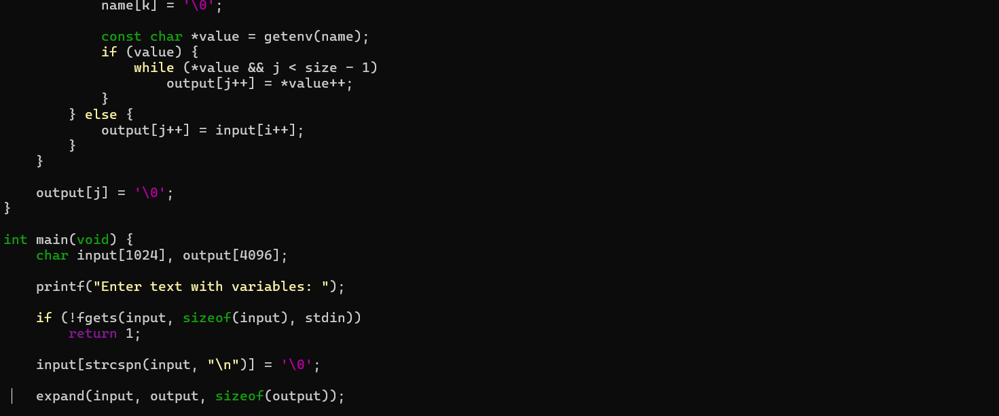 name[k] = '\0';

            const char *value = getenv(name);
            if (value) {
                while (*value && j < size - 1)
                    output[j++] = *value++;
            }
        } else {
            output[j++] = input[i++];
        }
    }

    output[j] = '\0';
}

int main(void) {
    char input[1024], output[4096];

    printf("Enter text with variables: ");

    if (!fgets(input, sizeof(input), stdin))
        return 1;

    input[strcspn(input, "\n")] = '\0';

    expand(input, output, sizeof(output));